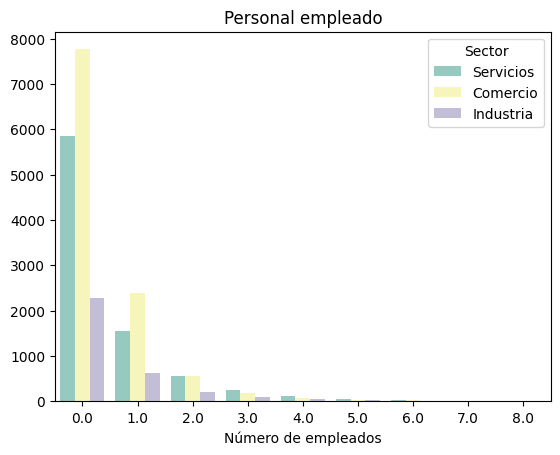 Personal empleado
8000
7000
6000
5000
4000
3000
2000
1000
0
Sector
Servicios
Comercio
Industria
0.0 1.0 2.0 3.0 4.0 5.0 6.0 7.0 8.0
Número de empleados